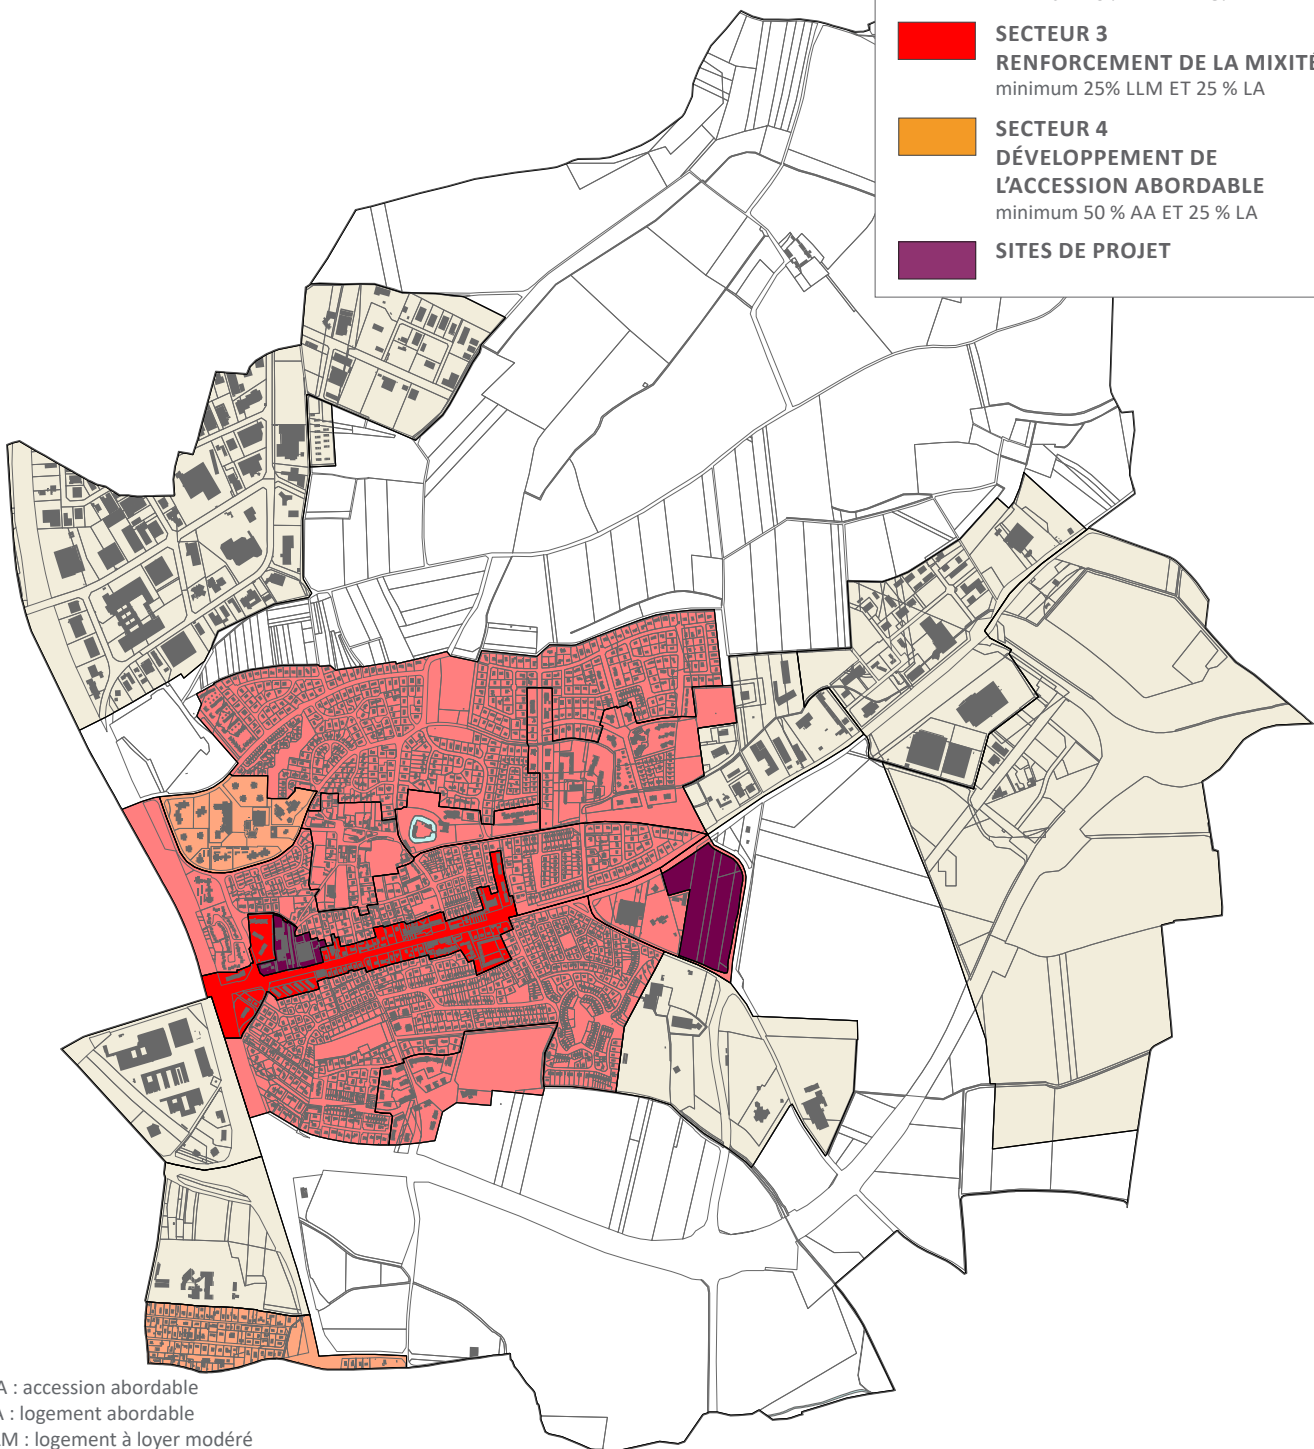 SECTEUR 3
RENFORCEMENT DE LA MIXITÉ
minimum 25% LLM ET 25 % LA
SECTEUR 4
DÉVELOPPEMENT DE
L'ACCESSION ABORDABLE
minimum 50 % AA ET 25 % LA
SITES DE PROJET
A : accession abordable
A : logement abordable
LM : logement à loyer modéré